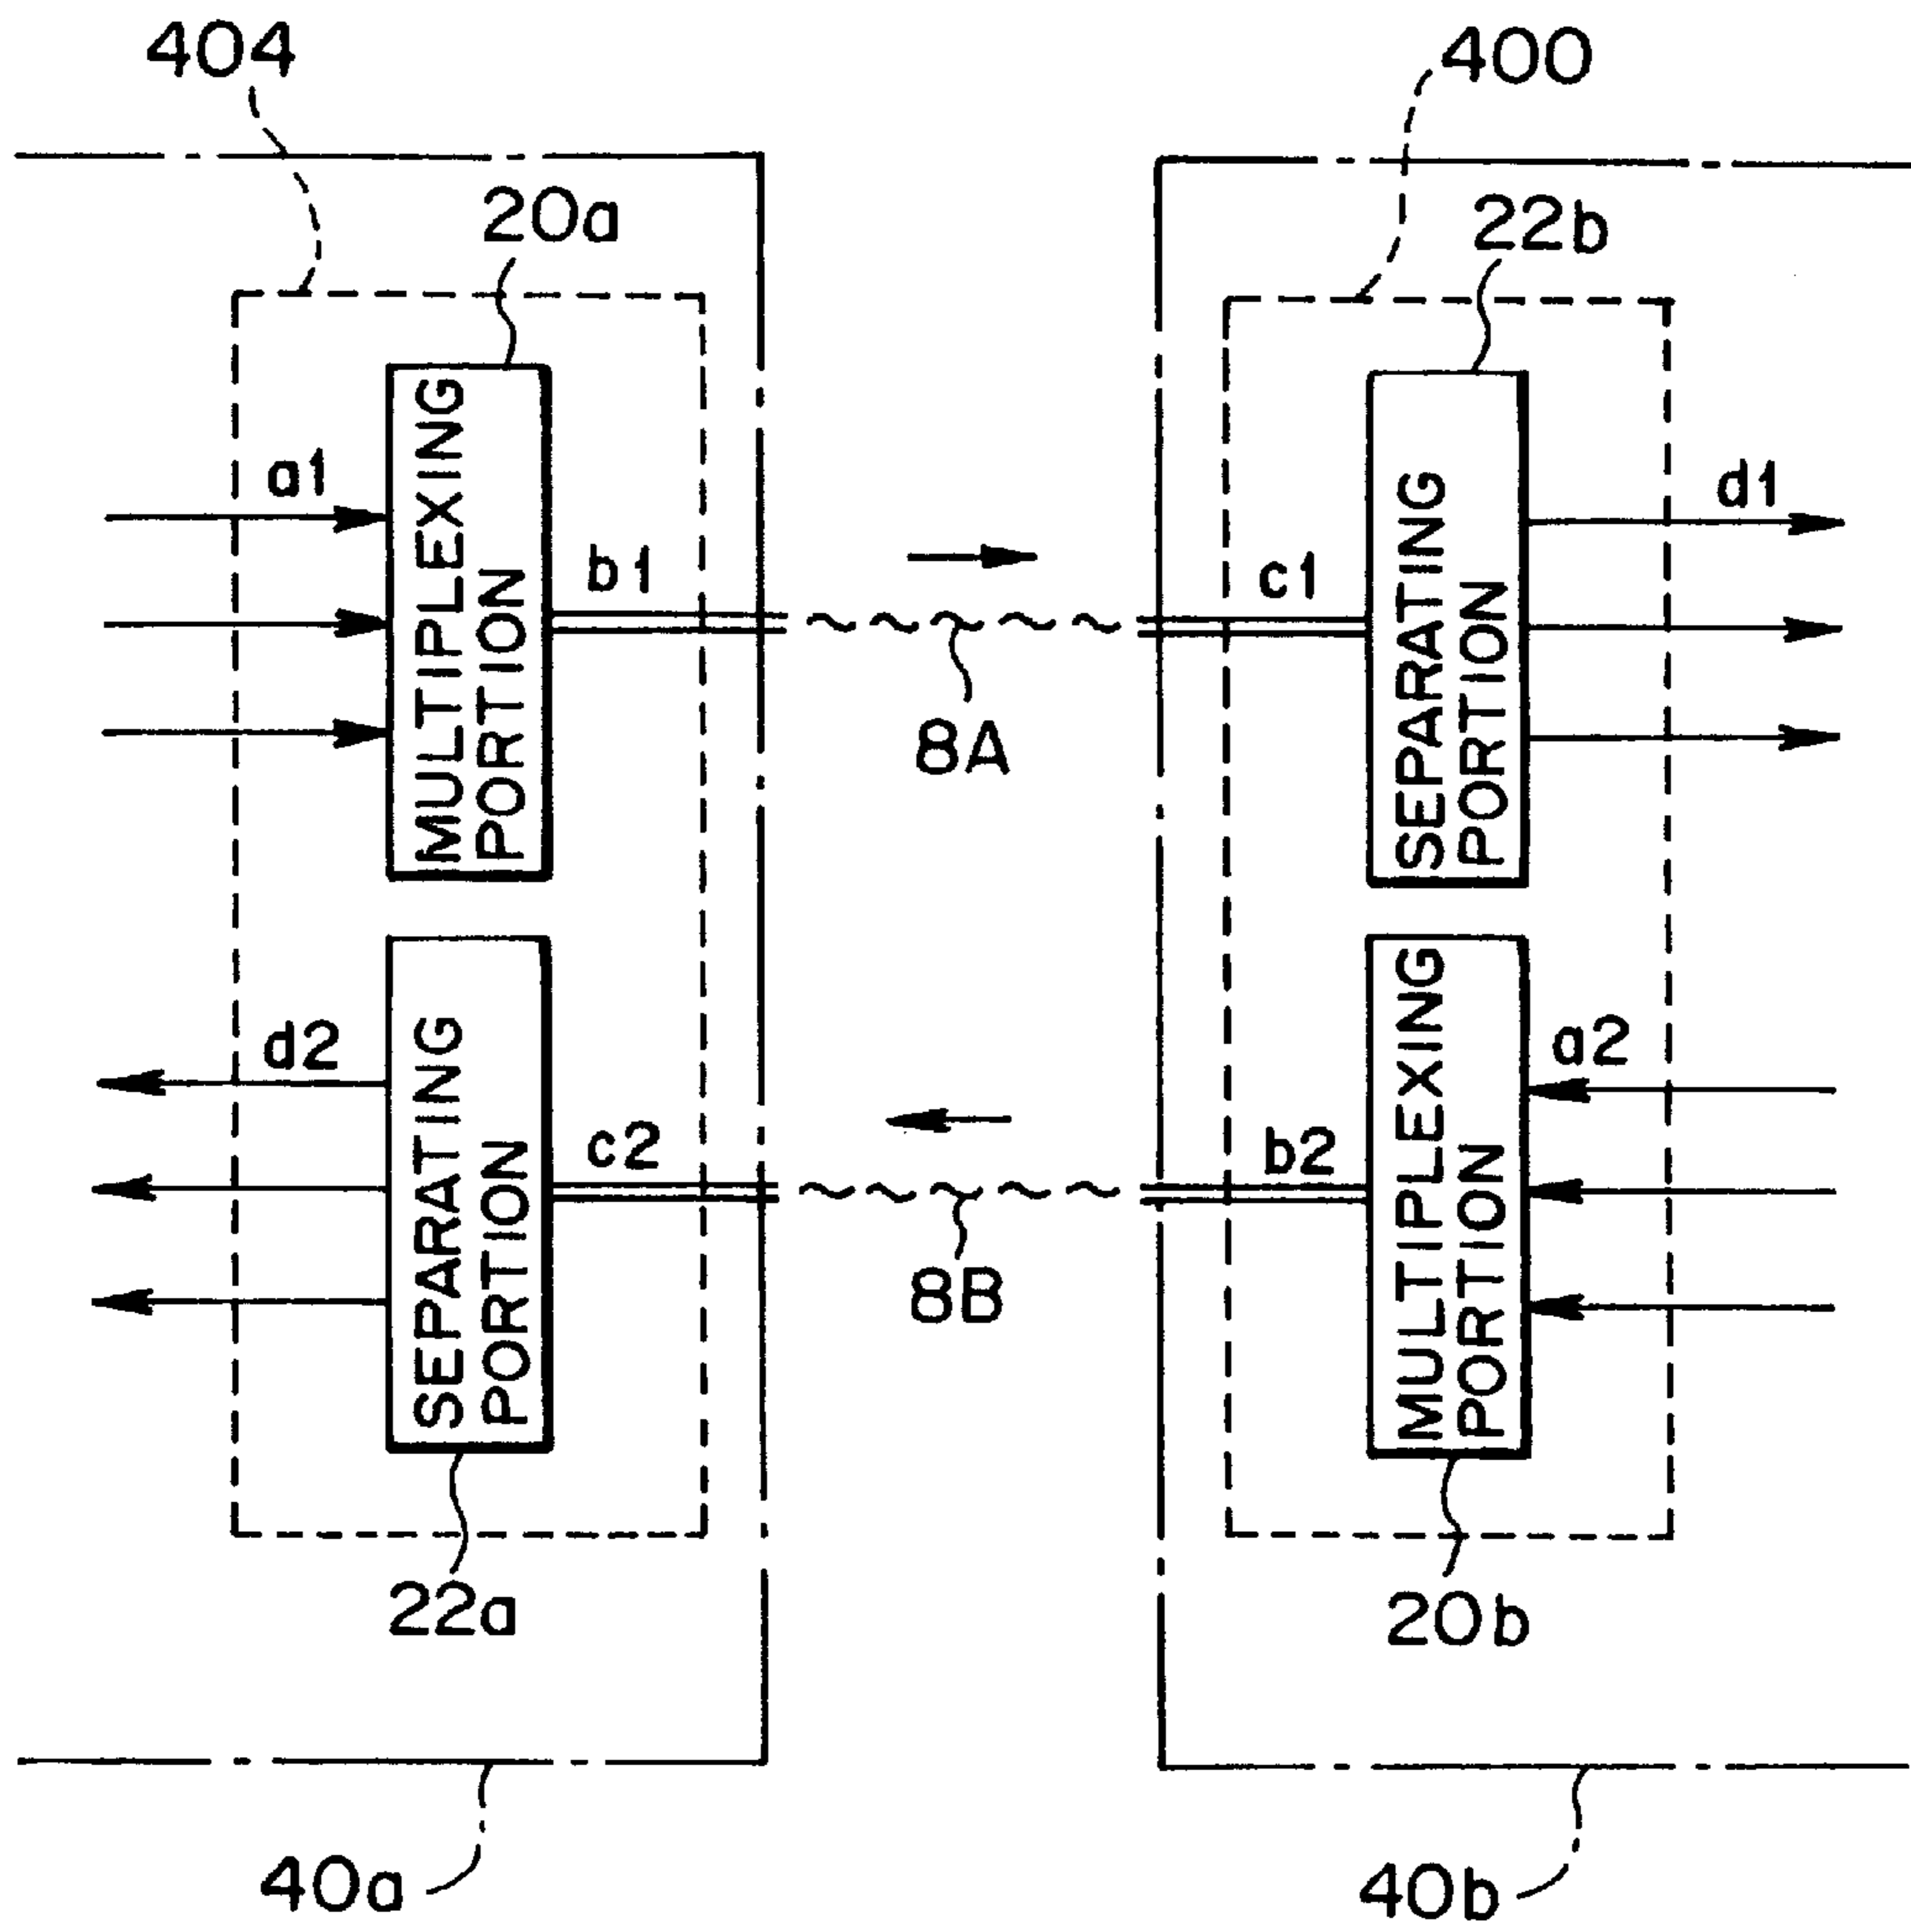 404
400
20a
22b
a1
MULTIPLEXING
PORTION
b1
8A
c1
SEPARATING
PORTION
d1
d2
SEPARATING
PORTION
c2
8B
b2
MULTIPLEXING
PORTION
a2
22a
20b
40a
40b